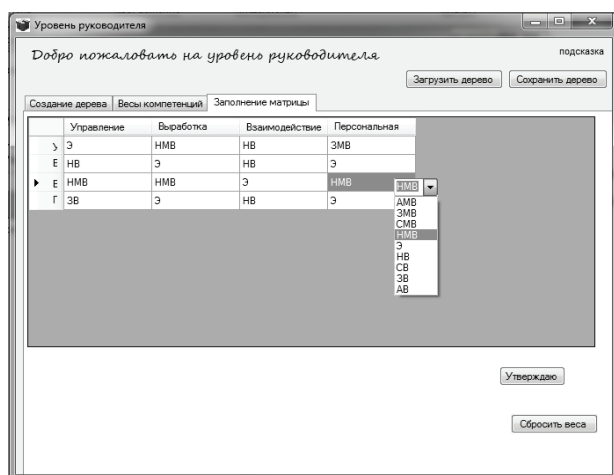 Уровень руководителя
Добро пожаловать на уровень руководителя
подсказка
Загрузить дерево Сохранить дерево
Создание дерева Весы компетенций Заполнение матрицы
Управление Выработка Взаимодействие Персональная
У Э НМВ НВ ЗМВ
Е НВ Э НВ Э
Е НМВ НМВ Э НМВ НМВ
Г ЗВ Э НВ Э
АМВ
ЗМВ
СМВ
НМВ
Э
НВ
СВ
ЗВ
АВ
Утверждаю
Сбросить веса